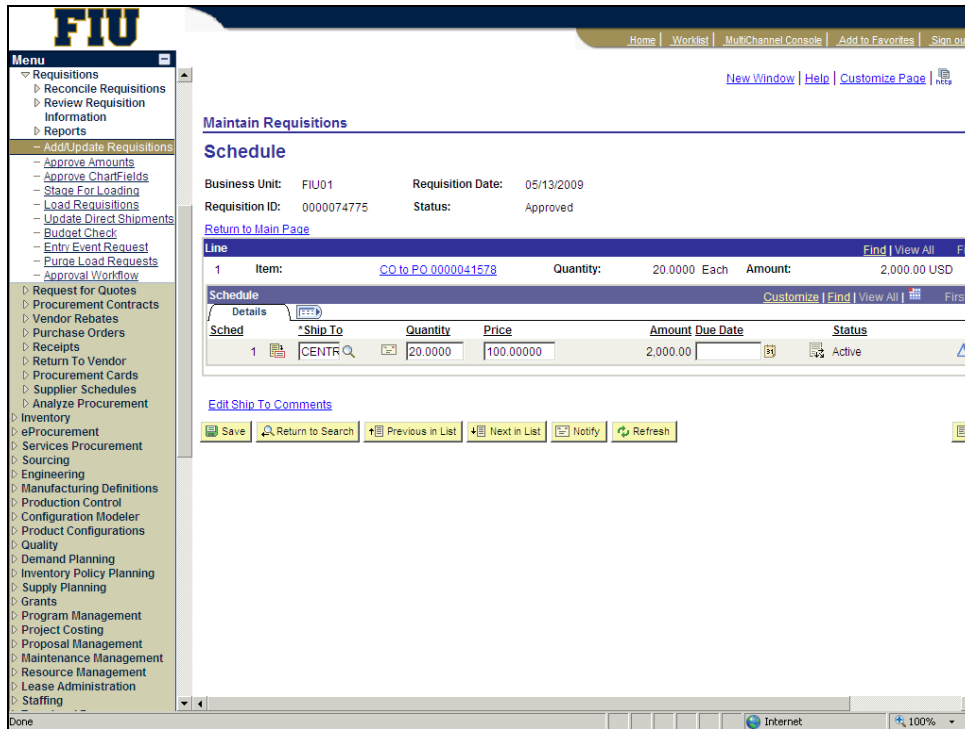 FIU
Home | Worklist | MultiChannel Console | Add to Favorites | Sign ou
Menu
Requisitions
Reconcile Requisitions
Review Requisition
Information
Reports
Add/Update Requisitions
Approve Amounts
Approve ChartFields
Stage For Loading
Load Requisitions
Update Direct Shipments
Budget Check
Entry Event Request
Purge Load Requests
Approval Workflow
Request for Quotes
Procurement Contracts
Vendor Rebates
Purchase Orders
Receipts
Return To Vendor
Procurement Cards
Supplier Schedules
Analyze Procurement
Inventory
eProcurement
Services Procurement
Sourcing
Engineering
Manufacturing Definitions
Production Control
Configuration Modeler
Product Configurations
Quality
Demand Planning
Inventory Policy Planning
Supply Planning
Grants
Program Management
Project Costing
Proposal Management
Maintenance Management
Resource Management
Lease Administration
Staffing
New Window | Help | Customize Page | http
Maintain Requisitions
Schedule
Business Unit: FIU01 Requisition Date: 05/13/2009
Requisition ID: 0000074775 Status: Approved
Return to Main Page
Line Find | View All Fi
1 Item: CO to PO 0000041578 Quantity: 20.0000 Each Amount: 2,000.00 USD
Schedule Customize | Find | View All | First
Details
Sched *Ship To Quantity Price Amount Due Date Status
1 CENTR 20.0000 100.00000 2,000.00 31 Active
Edit Ship To Comments
Save Return to Search Previous in List Next in List Notify Refresh
Done Internet 100%